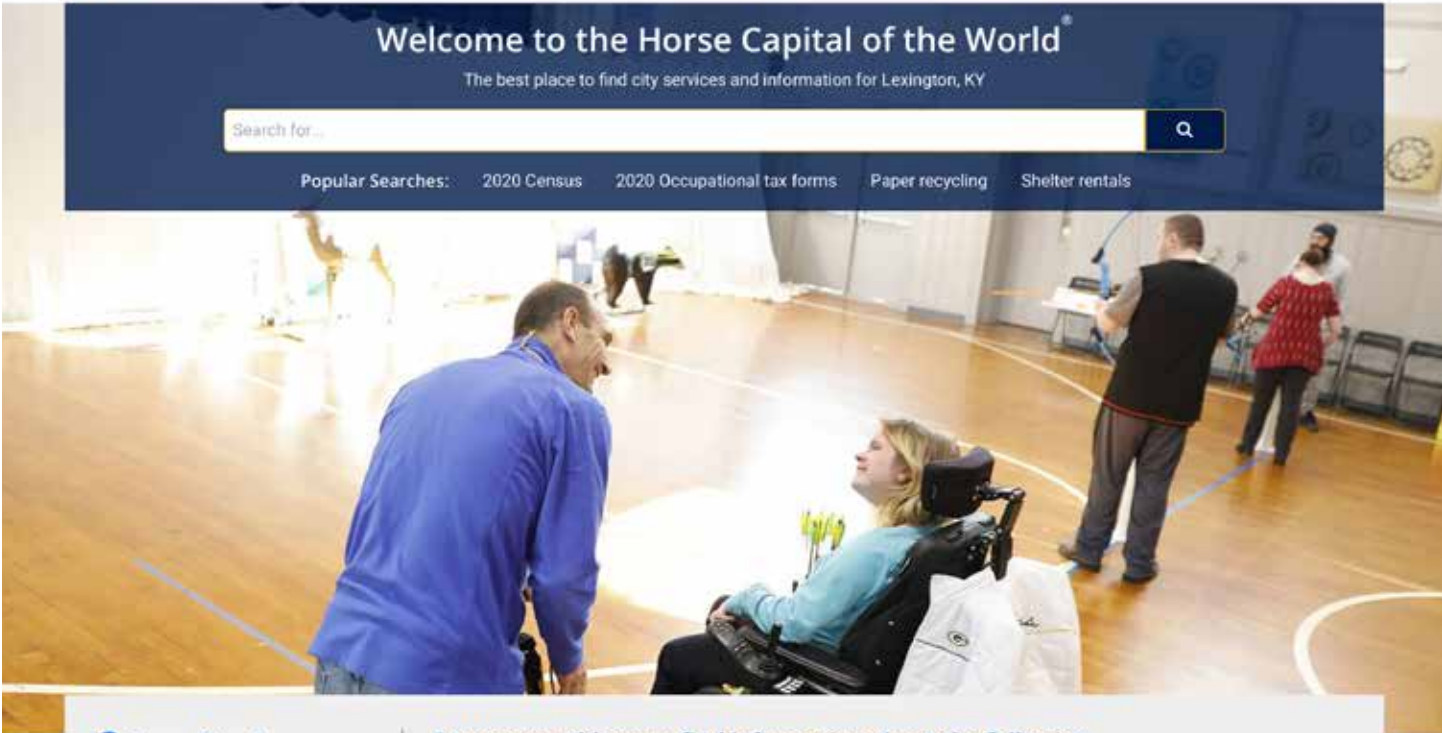 Welcome to the Horse Capital of the World®
The best place to find city services and information for Lexington, KY
Search for...
Popular Searches: 2020 Census 2020 Occupational tax forms Paper recycling Shelter rentals